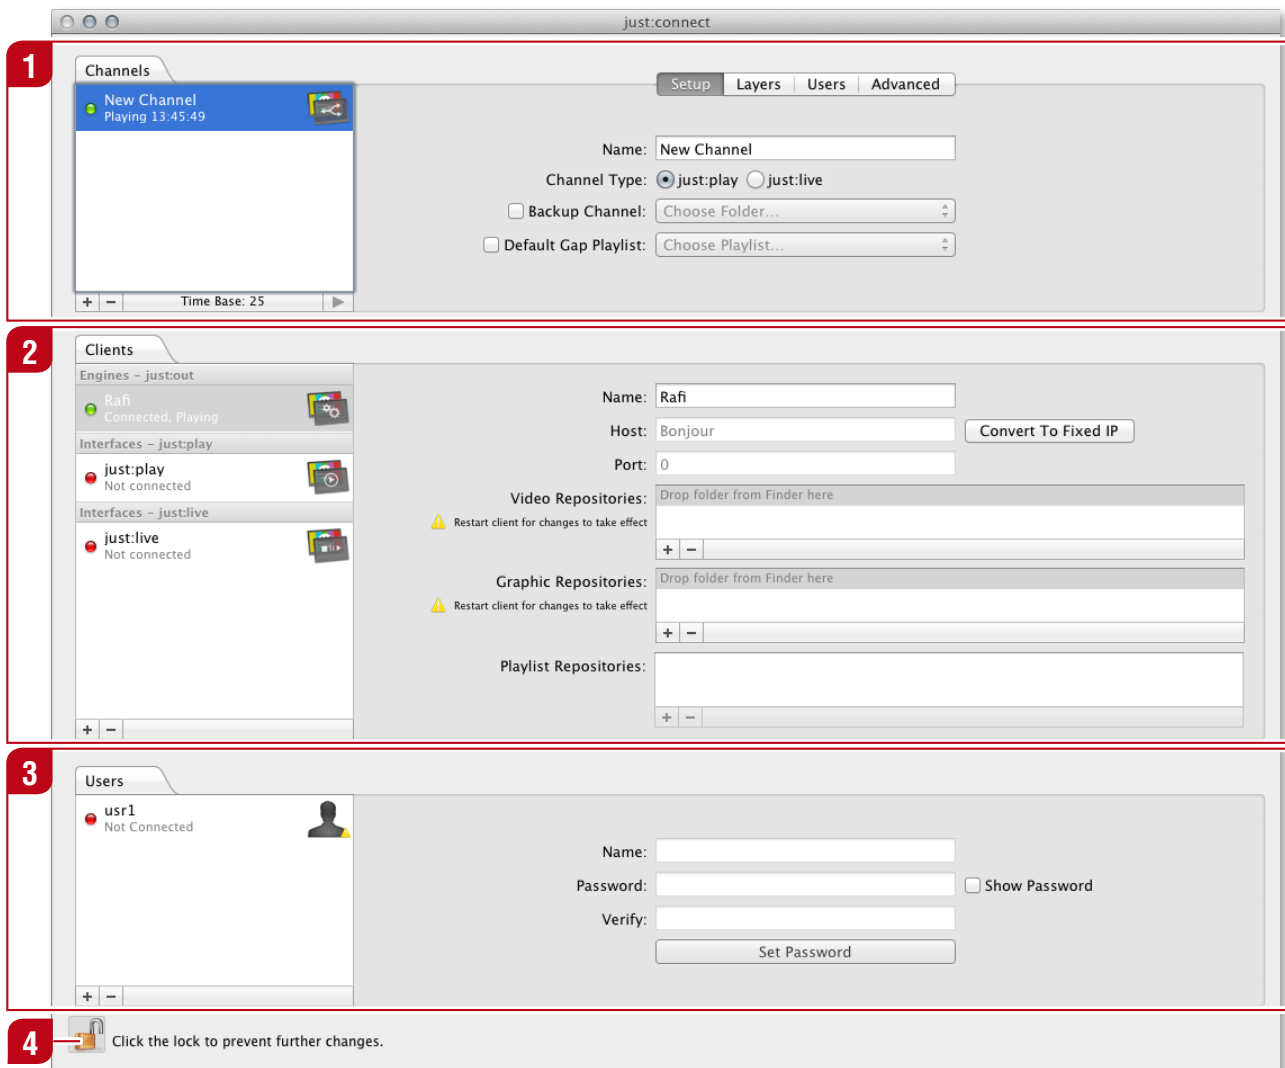 just:connect
1
Channels
Setup Layers Users Advanced
New Channel
Playing 13:45:49
Name: New Channel
Channel Type: just:play just:live
Backup Channel: Choose Folder...
Default Gap Playlist: Choose Playlist...
+ − Time Base: 25
2
Clients
Engines - just:out
Rafi
Connected, Playing
Interfaces - just:play
just:play
Not connected
Interfaces - just:live
just:live
Not connected
+ −
Name: Rafi
Host: Bonjour Convert To Fixed IP
Port: 0
Video Repositories: Drop folder from Finder here
Restart client for changes to take effect
+ −
Graphic Repositories: Drop folder from Finder here
Restart client for changes to take effect
+ −
Playlist Repositories:
+ −
3
Users
usr1
Not Connected
Name:
Password: Show Password
Verify:
Set Password
+ −
4
Click the lock to prevent further changes.